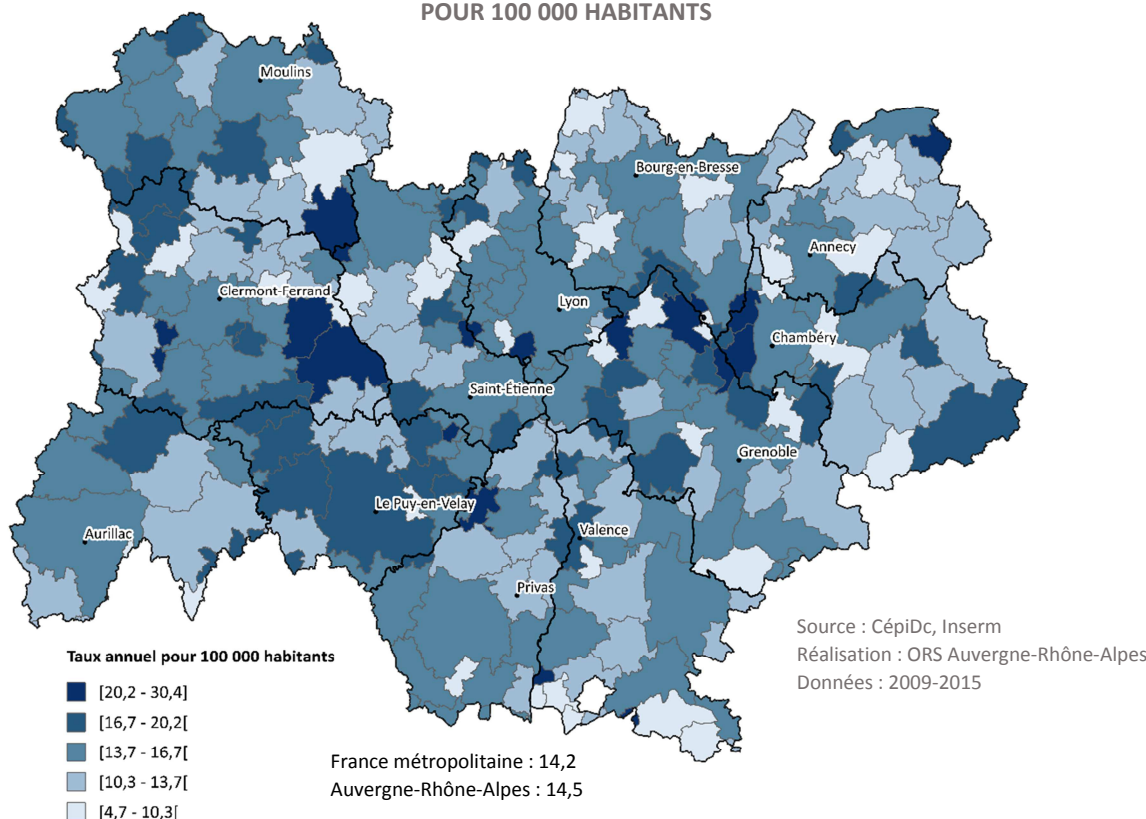 POUR 100 000 HABITANTS
Moulins
Bourg-en-Bresse
Annecy
Clermont-Ferrand
Lyon
Chambéry
Saint-Étienne
Grenoble
Le Puy-en-Velay
Aurillac
Valence
Privas
Source : CépiDc, Inserm
Réalisation : ORS Auvergne-Rhône-Alpes
Données : 2009-2015
Taux annuel pour 100 000 habitants
[20,2 - 30,4]
[16,7 - 20,2[
[13,7 - 16,7[
[10,3 - 13,7[
[4,7 - 10,3[
France métropolitaine : 14,2
Auvergne-Rhône-Alpes : 14,5